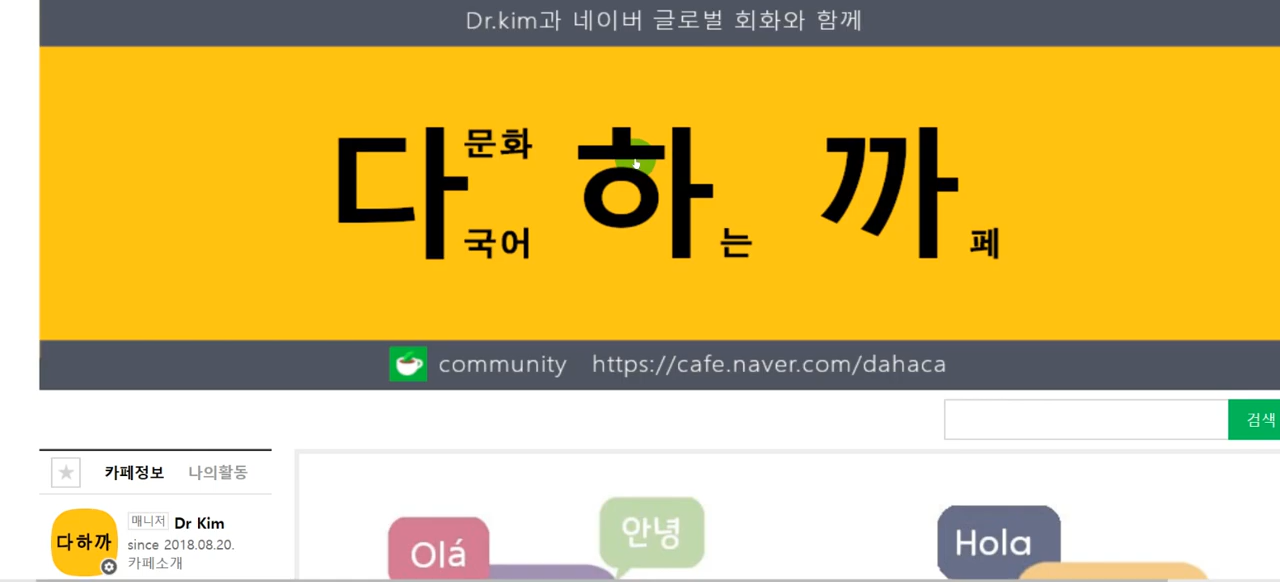 Dr.kim과 네이버 글로벌 회화와 함께
다문화국어 하는 까페
community https://cafe.naver.com/dahaca
검색
카페정보 나의활동
다하까
매니저 Dr Kim
since 2018.08.20.
카페소개
Olá
안녕
Hola